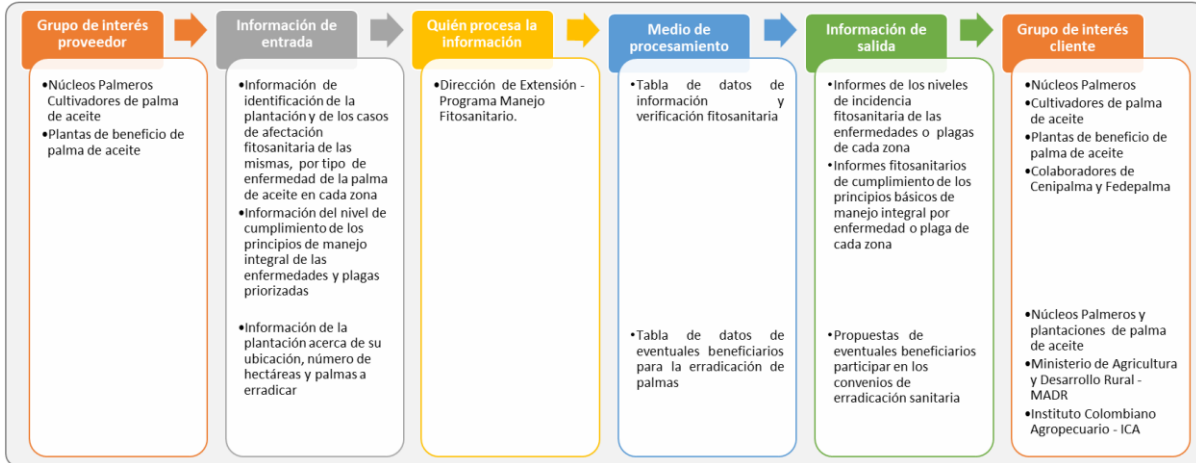 Grupo de interés
proveedor
•Núcleos Palmeros
Cultivadores de palma
de aceite
•Plantas de beneficio de
palma de aceite
Información de
entrada
•Información de
identificación de la
plantación y de los casos
de afectación
fitosanitaria de las
mismas, por tipo de
enfermedad de la palma
de aceite en cada zona
•Información del nivel de
cumplimiento de los
principios de manejo
integral de las
enfermedades y plagas
priorizadas
•Información de la
plantación acerca de su
ubicación, número de
hectáreas y palmas a
erradicar
Quién procesa la
información
•Dirección de Extensión -
Programa Manejo
Fitosanitario.
Medio de
procesamiento
•Tabla de datos de
información y
verificación fitosanitaria
•Tabla de datos de
eventuales beneficiarios
para la erradicación de
palmas
Información de
salida
•Informes de los niveles
de incidencia
fitosanitaria de las
enfermedades o plagas
de cada zona
•Informes fitosanitarios
de cumplimiento de los
principios básicos de
manejo integral por
enfermedad o plaga de
cada zona
•Propuestas de
eventuales beneficiarios
participar en los
convenios de
erradicación sanitaria
Grupo de interés
cliente
•Núcleos Palmeros
•Cultivadores de palma
de aceite
•Plantas de beneficio de
palma de aceite
•Colaboradores de
Cenipalma y Fedepalma
•Núcleos Palmeros y
plantaciones de palma
de aceite
•Ministerio de Agricultura
y Desarrollo Rural -
MADR
•Instituto Colombiano
Agropecuario - ICA